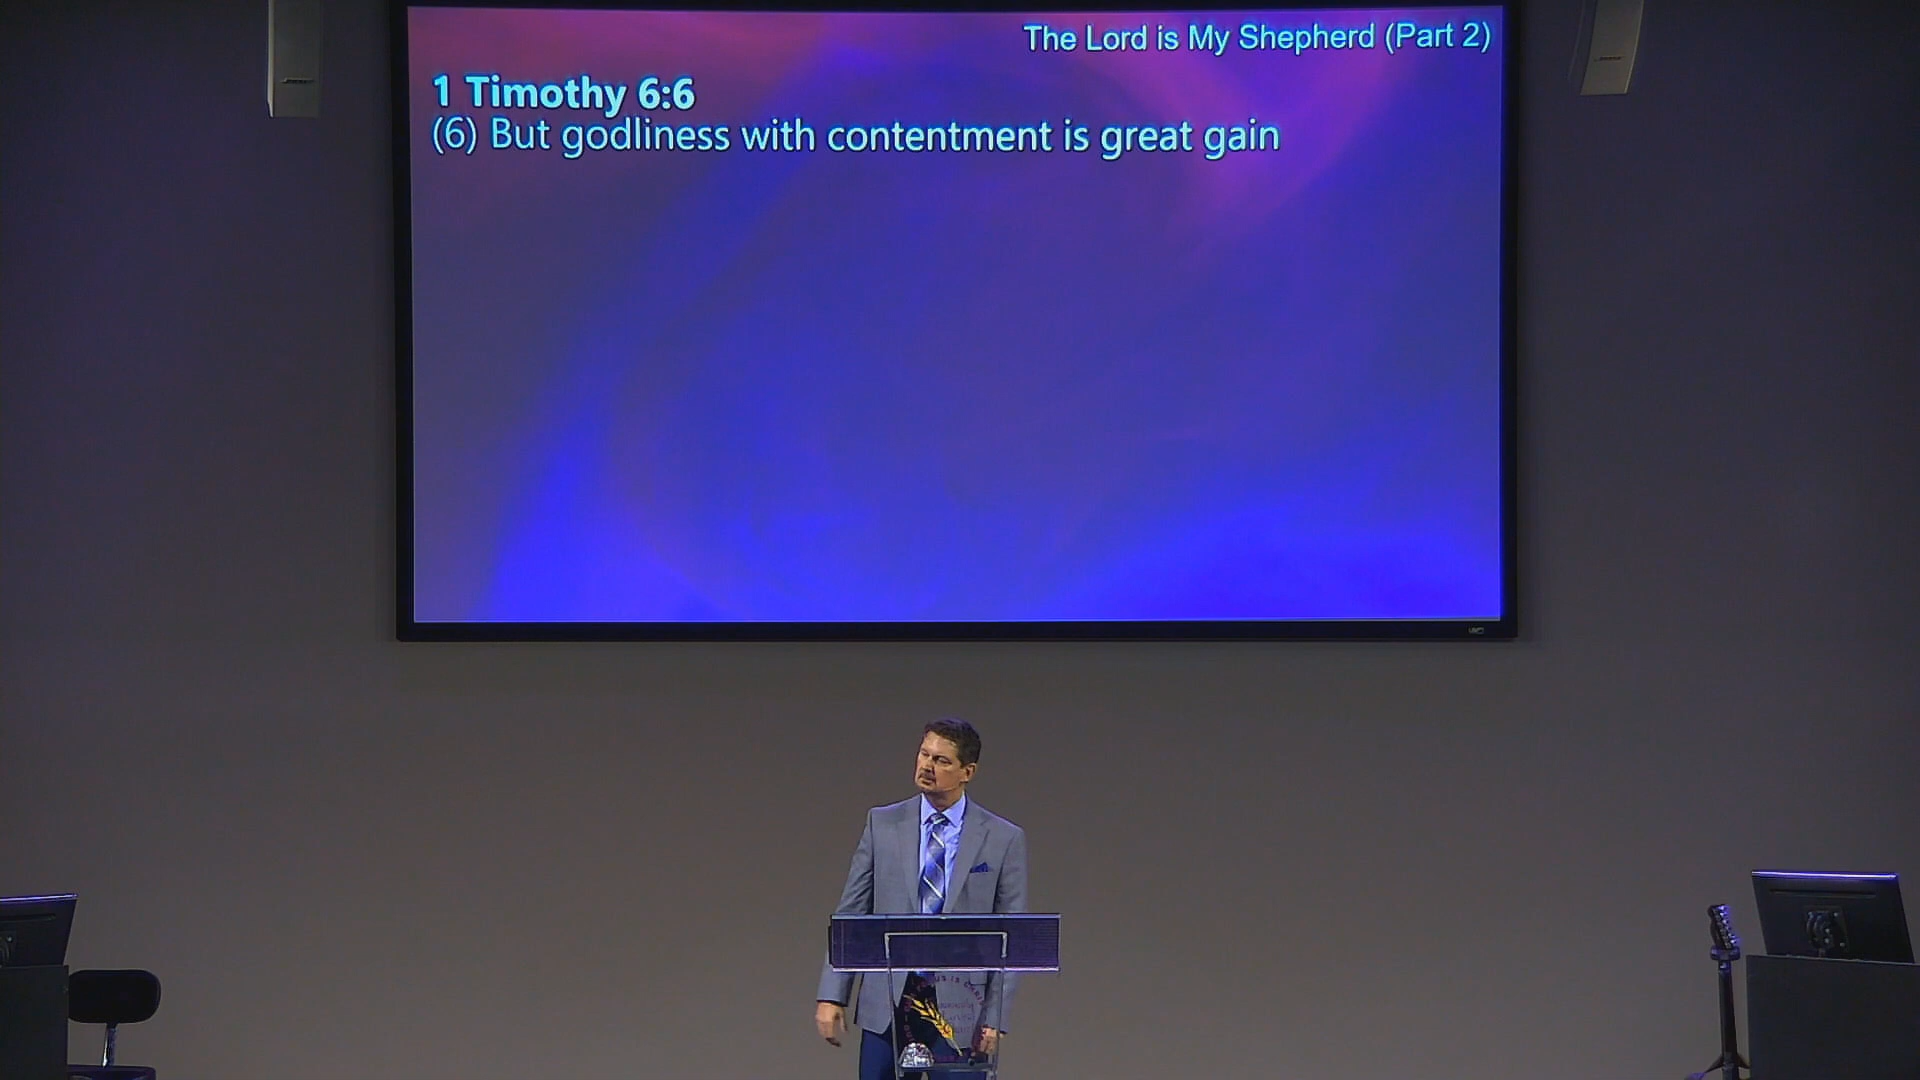 The Lord is My Shepherd (Part 2)
1 Timothy 6:6
(6) But godliness with contentment is great gain